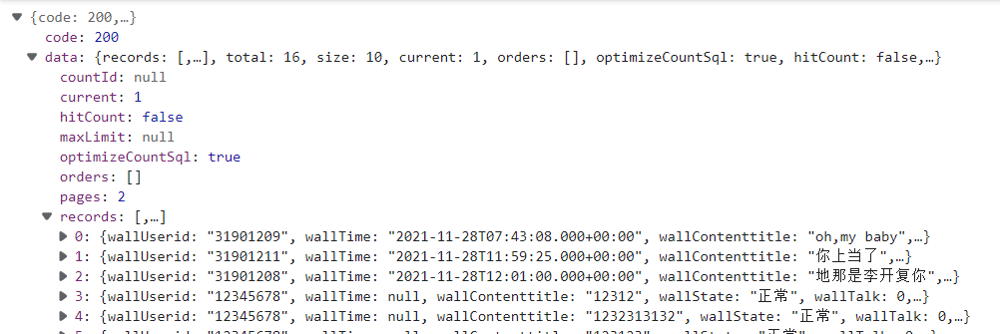 {code: 200,…}
code: 200
data: {records: [,…], total: 16, size: 10, current: 1, orders: [], optimizeCountSql: true, hitCount: false,…}
countId: null
current: 1
hitCount: false
maxLimit: null
optimizeCountSql: true
orders: []
pages: 2
records: [,…]
0: {wallUserid: "31901209", wallTime: "2021-11-28T07:43:08.000+00:00", wallContenttitle: "oh,my baby",…}
1: {wallUserid: "31901211", wallTime: "2021-11-28T11:59:25.000+00:00", wallContenttitle: "你上当了",…}
2: {wallUserid: "31901208", wallTime: "2021-11-28T12:01:00.000+00:00", wallContenttitle: "地那是李开复你",…}
3: {wallUserid: "12345678", wallTime: null, wallContenttitle: "12312", wallState: "正常", wallTalk: 0,…}
4: {wallUserid: "12345678", wallTime: null, wallContenttitle: "1232313132", wallState: "正常", wallTalk: 0,…}